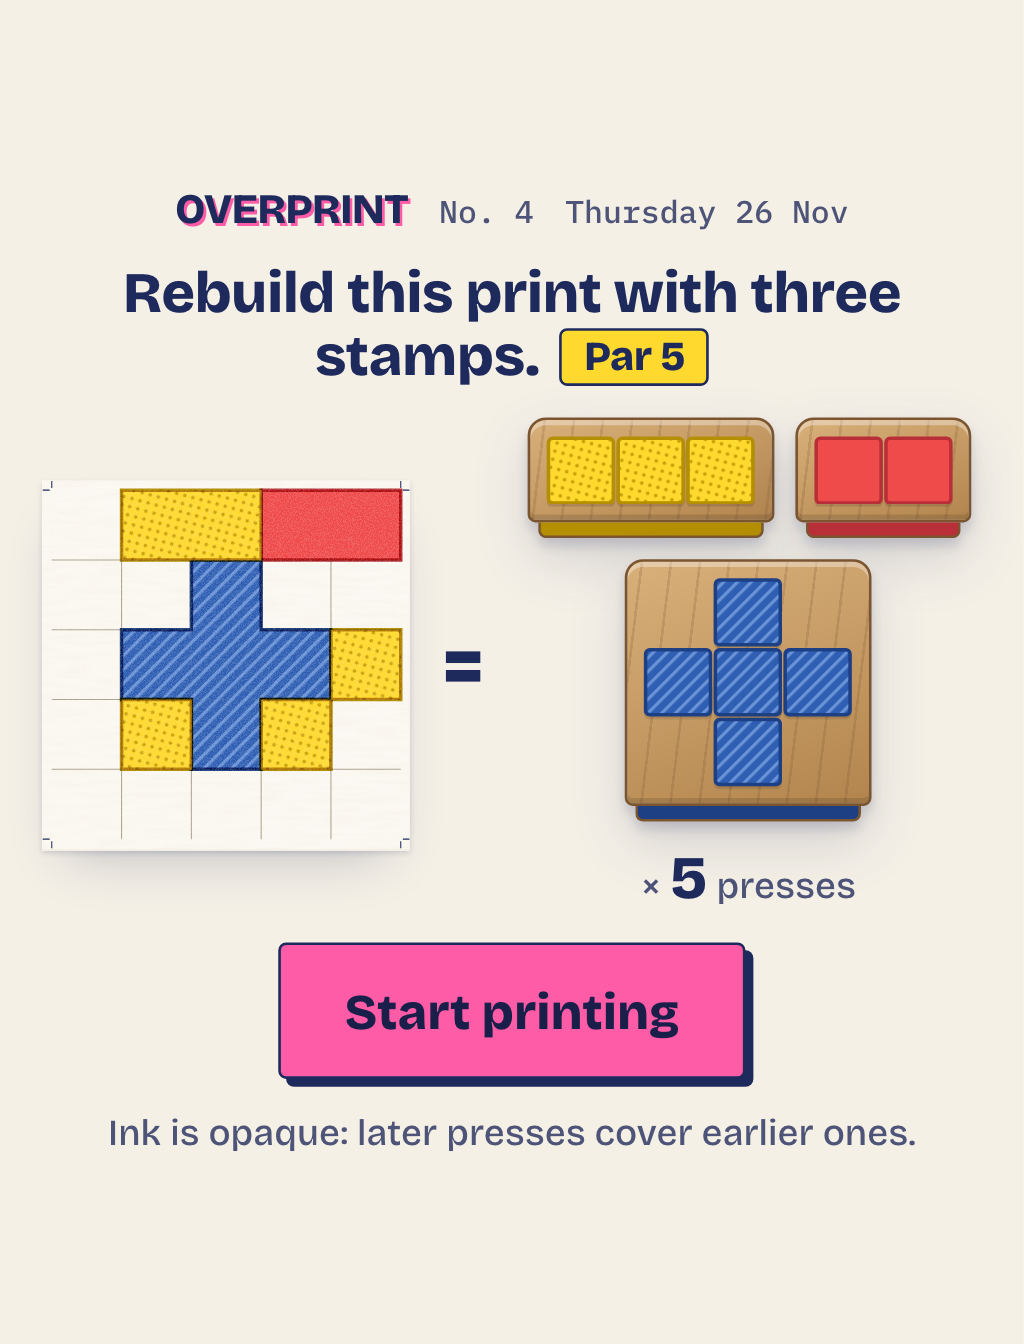 OVERPRINT No. 4 Thursday 26 Nov
Rebuild this print with three
stamps. Par 5
=
× 5 presses
Start printing
Ink is opaque: later presses cover earlier ones.